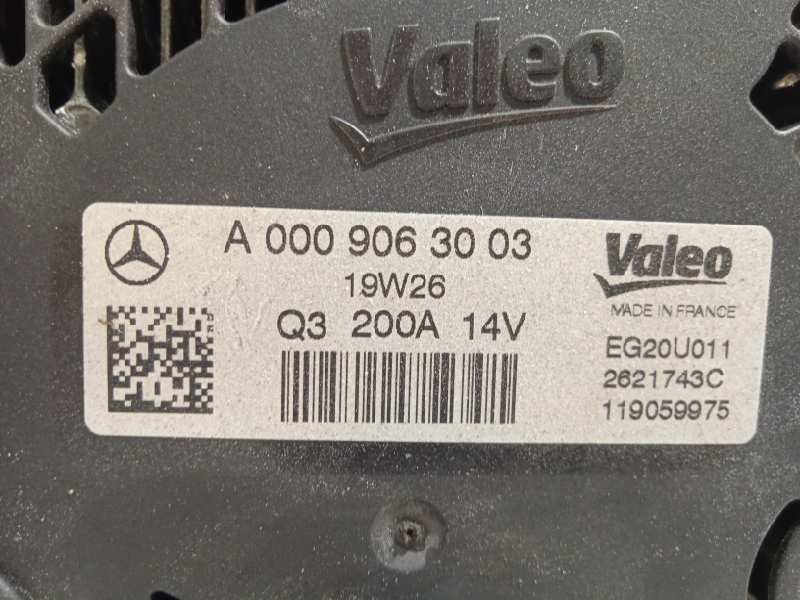 Valeo
A 000 906 30 03
19W26
Q3 200A 14V
Valeo
MADE IN FRANCE
EG20U011
2621743C
119059975